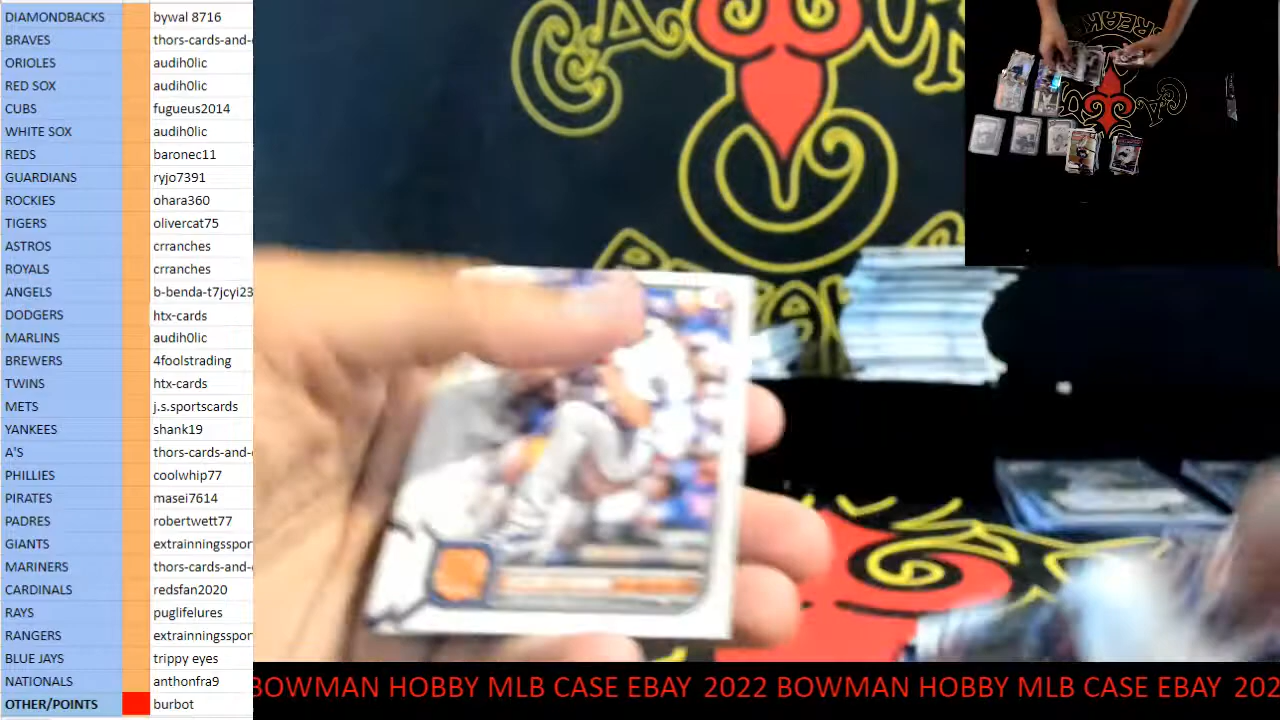 DIAMONDBACKS bywal 8716
BRAVES thors-cards-and-
ORIOLES audih0lic
RED SOX audih0lic
CUBS fugueus2014
WHITE SOX audih0lic
REDS baronec11
GUARDIANS ryjo7391
ROCKIES ohara360
TIGERS olivercat75
ASTROS crranches
ROYALS crranches
ANGELS b-benda-t7jcyi23
DODGERS htx-cards
MARLINS audih0lic
BREWERS 4foolstrading
TWINS htx-cards
METS j.s.sportscards
YANKEES shank19
A'S thors-cards-and-
PHILLIES coolwhip77
PIRATES masei7614
PADRES robertwett77
GIANTS extrainningsspor
MARINERS thors-cards-and-
CARDINALS redsfan2020
RAYS puglifelures
RANGERS extrainningsspor
BLUE JAYS trippy eyes
NATIONALS anthonfra9
OTHER/POINTS burbot
BOWMAN HOBBY MLB CASE EBAY 2022 BOWMAN HOBBY MLB CASE EBAY 202